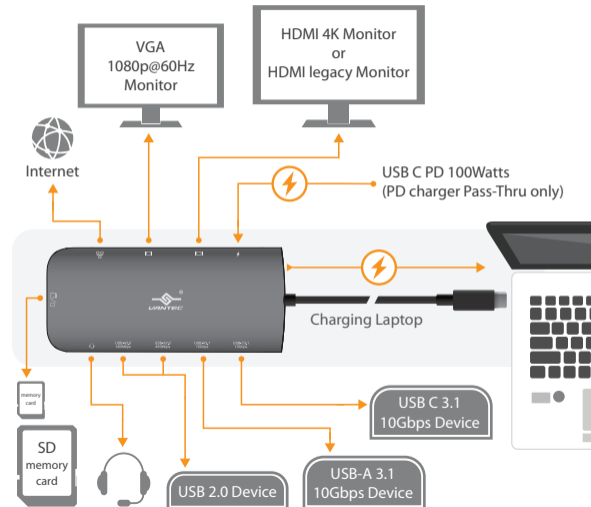 VGA
1080p@60Hz
Monitor
HDMI 4K Monitor
or
HDMI legacy Monitor
Internet
USB C PD 100Watts
(PD charger Pass-Thru only)
VANTEC
®
Charging Laptop
memory
card
SD
memory
card
USB 2.0 Device
USB-A 3.1
10Gbps Device
USB C 3.1
10Gbps Device